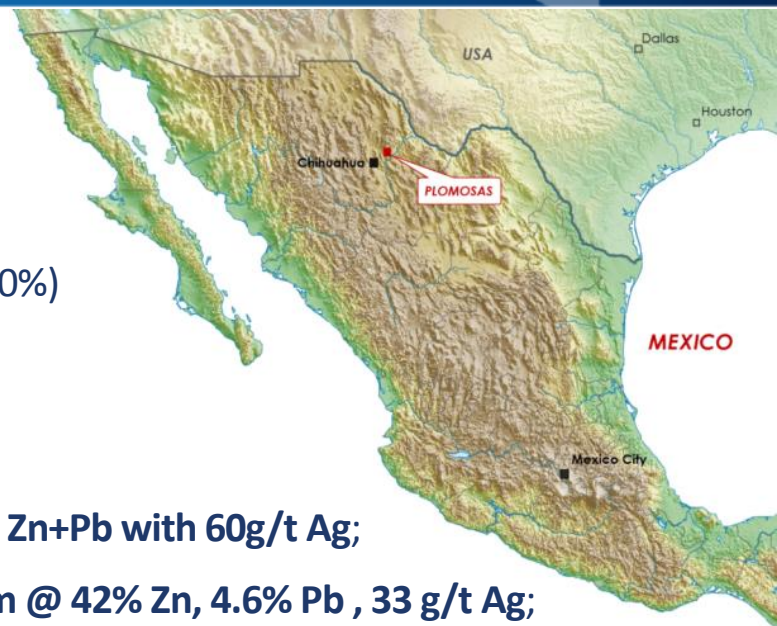 USA
Dallas
Houston
Chihuahua
PLOMOSAS
0%)
MEXICO
Mexico City
Zn+Pb with 60g/t Ag;
@ 42% Zn, 4.6% Pb , 33 g/t Ag;